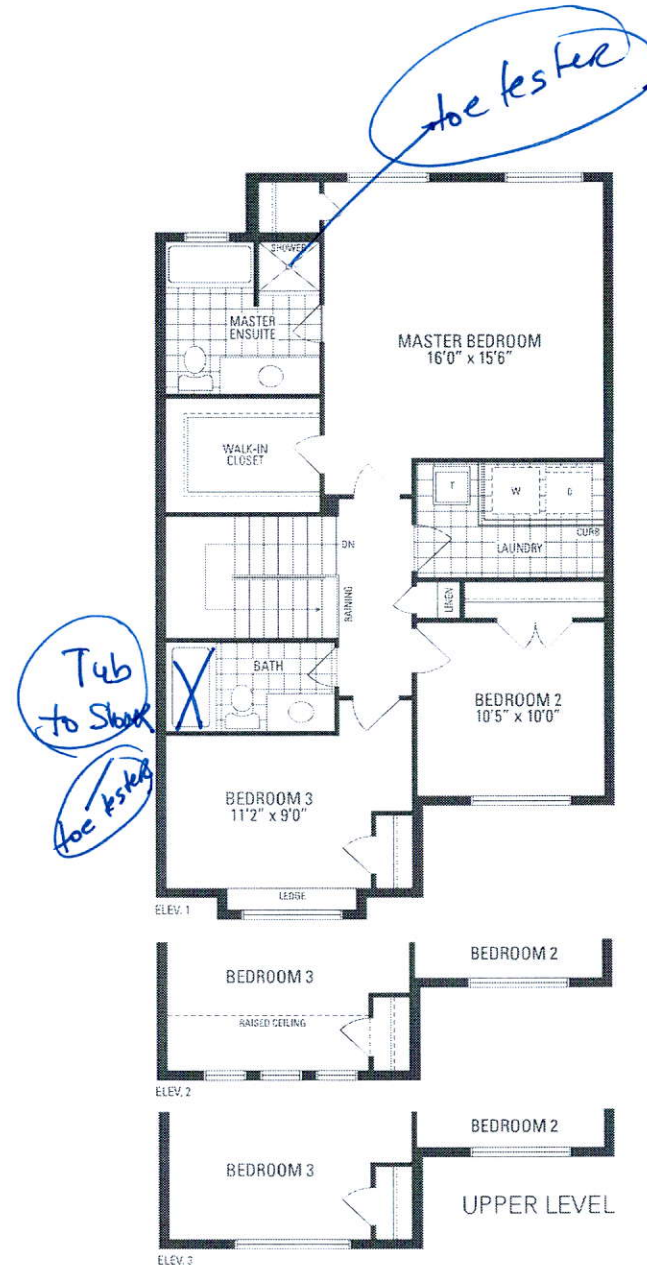 toe tester
SHOWER
MASTER
ENSUITE
MASTER BEDROOM
16'0" x 15'6"
WALK-IN
CLOSET
T
W
D
CURB
LAUNDRY
DN
RAILING
LINEN
Tub
to
BATH
BEDROOM 2
10'5" x 10'0"
toe tester
BEDROOM 3
11'2" x 9'0"
LEDGE
ELEV. 1
BEDROOM 3
BEDROOM 2
RAISED CEILING
ELEV. 2
BEDROOM 3
BEDROOM 2
UPPER LEVEL
ELEV. 3